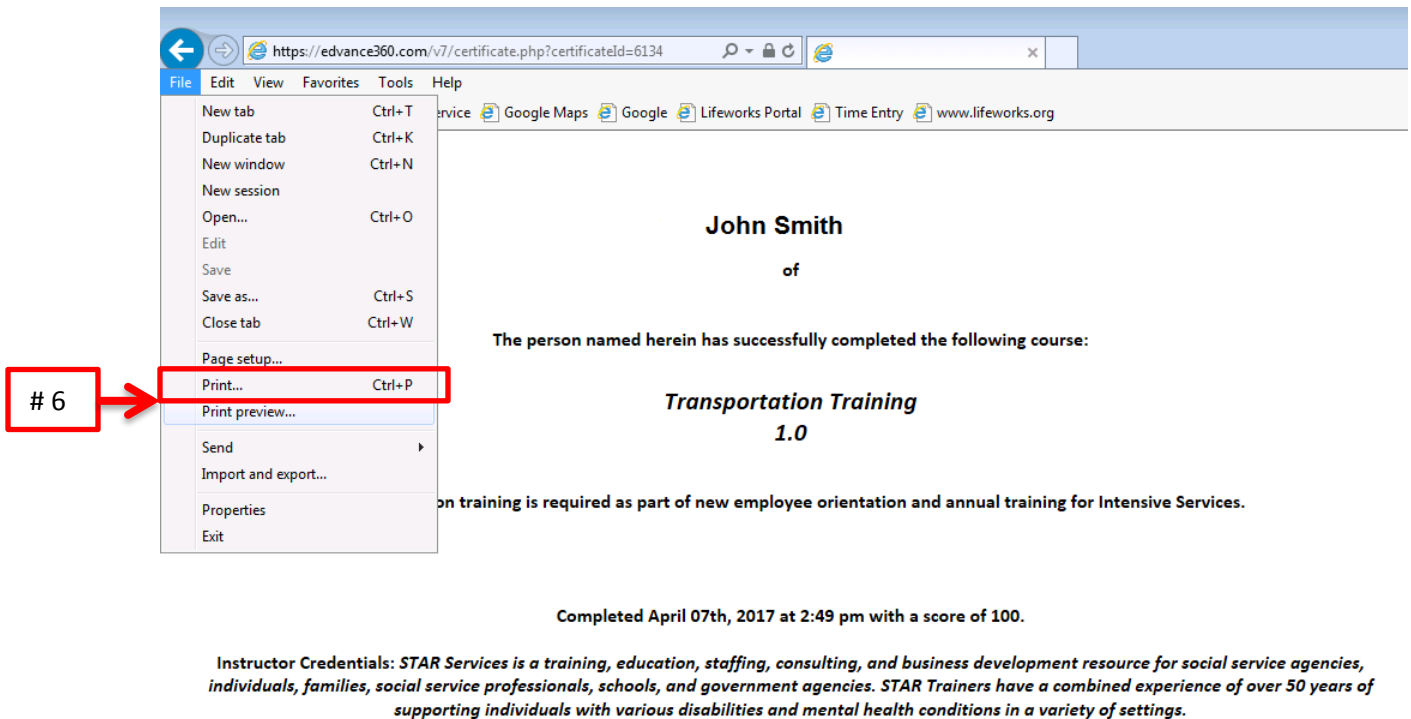 https://edvance360.com/v7/certificate.php?certificateId=6134
File Edit View Favorites Tools Help
ervice Google Maps Google Lifeworks Portal Time Entry www.lifeworks.org
New tab Ctrl+T
Duplicate tab Ctrl+K
New window Ctrl+N
New session
Open... Ctrl+O
Edit
Save
Save as... Ctrl+S
Close tab Ctrl+W
Page setup...
Print... Ctrl+P
Print preview...
Send
Import and export...
Properties
Exit
# 6
John Smith
of
The person named herein has successfully completed the following course:
Transportation Training
1.0
on training is required as part of new employee orientation and annual training for Intensive Services.
Completed April 07th, 2017 at 2:49 pm with a score of 100.
Instructor Credentials: STAR Services is a training, education, staffing, consulting, and business development resource for social service agencies,
individuals, families, social service professionals, schools, and government agencies. STAR Trainers have a combined experience of over 50 years of
supporting individuals with various disabilities and mental health conditions in a variety of settings.